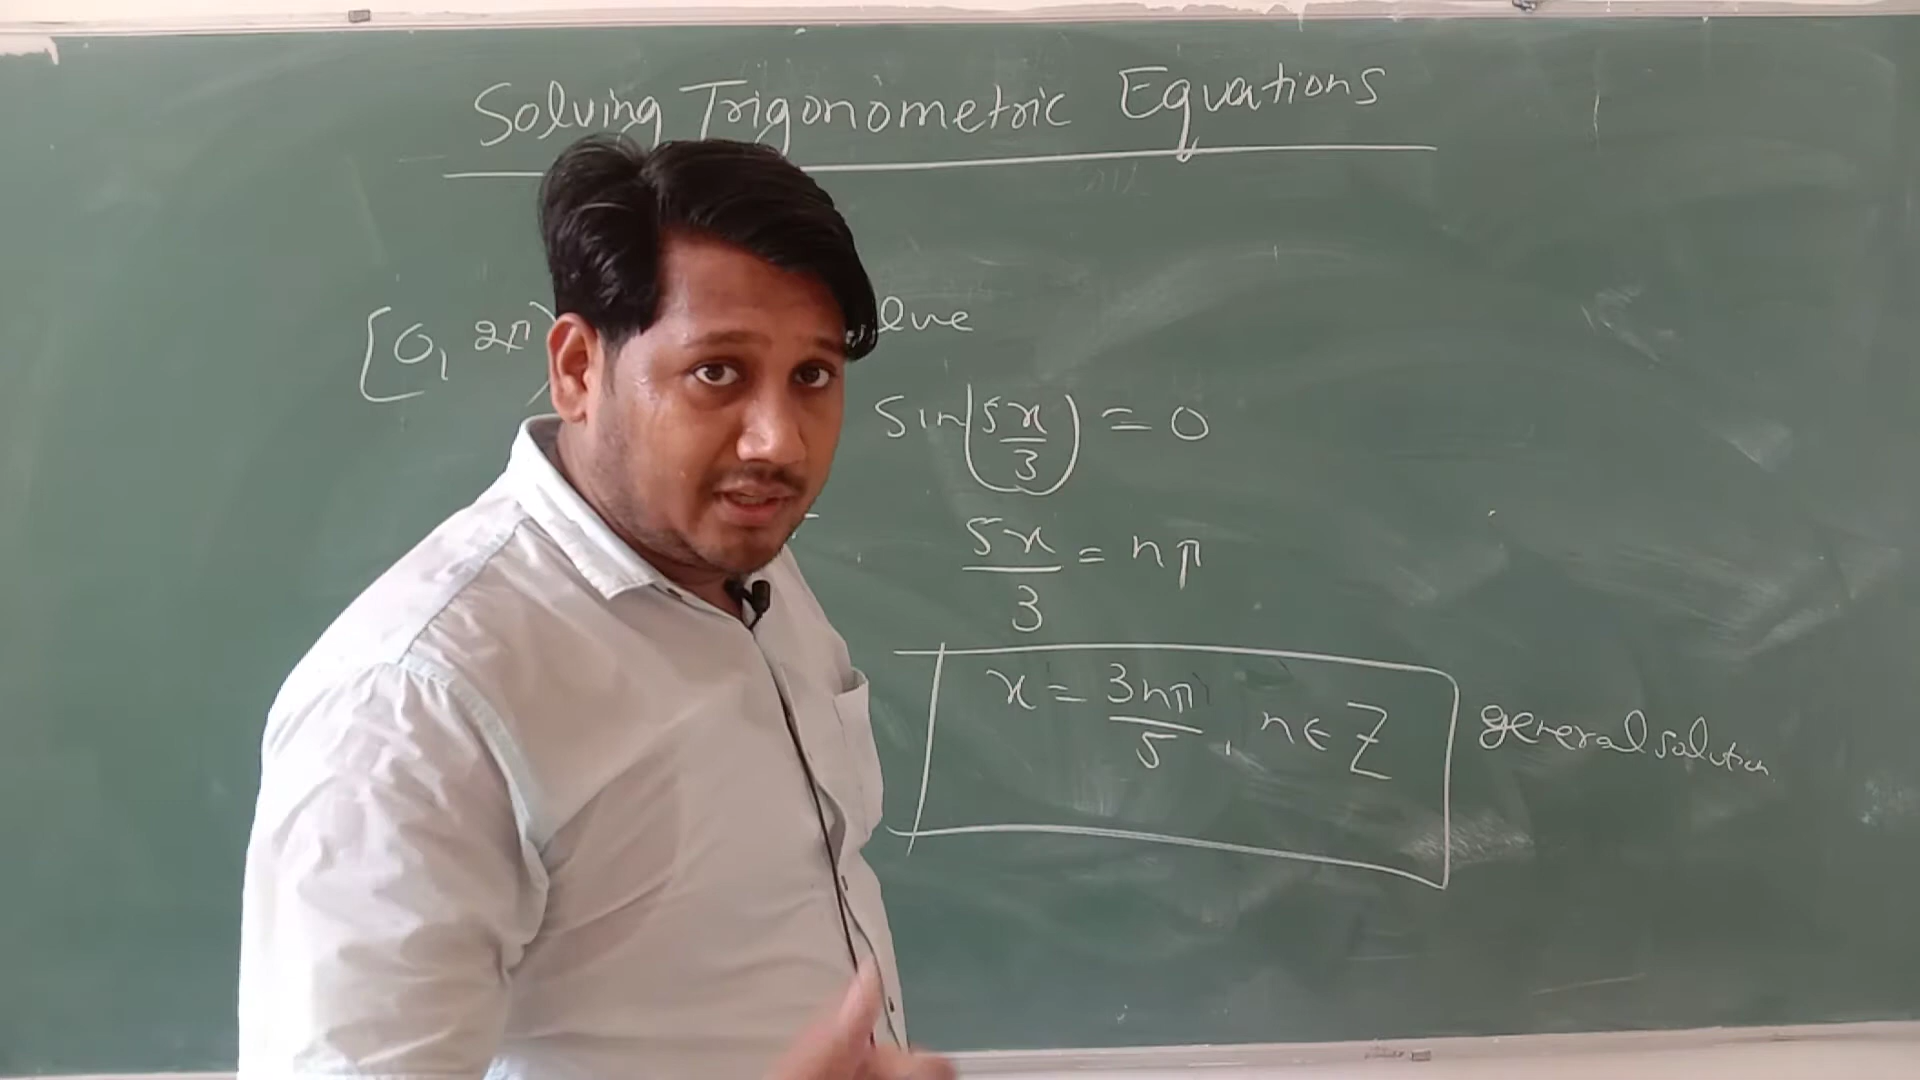 Solving Trigonometric Equations
[0, 2π)
sin(5x/3) = 0
5x/3 = nπ
x = 3nπ/5, n ∈ Z general solution